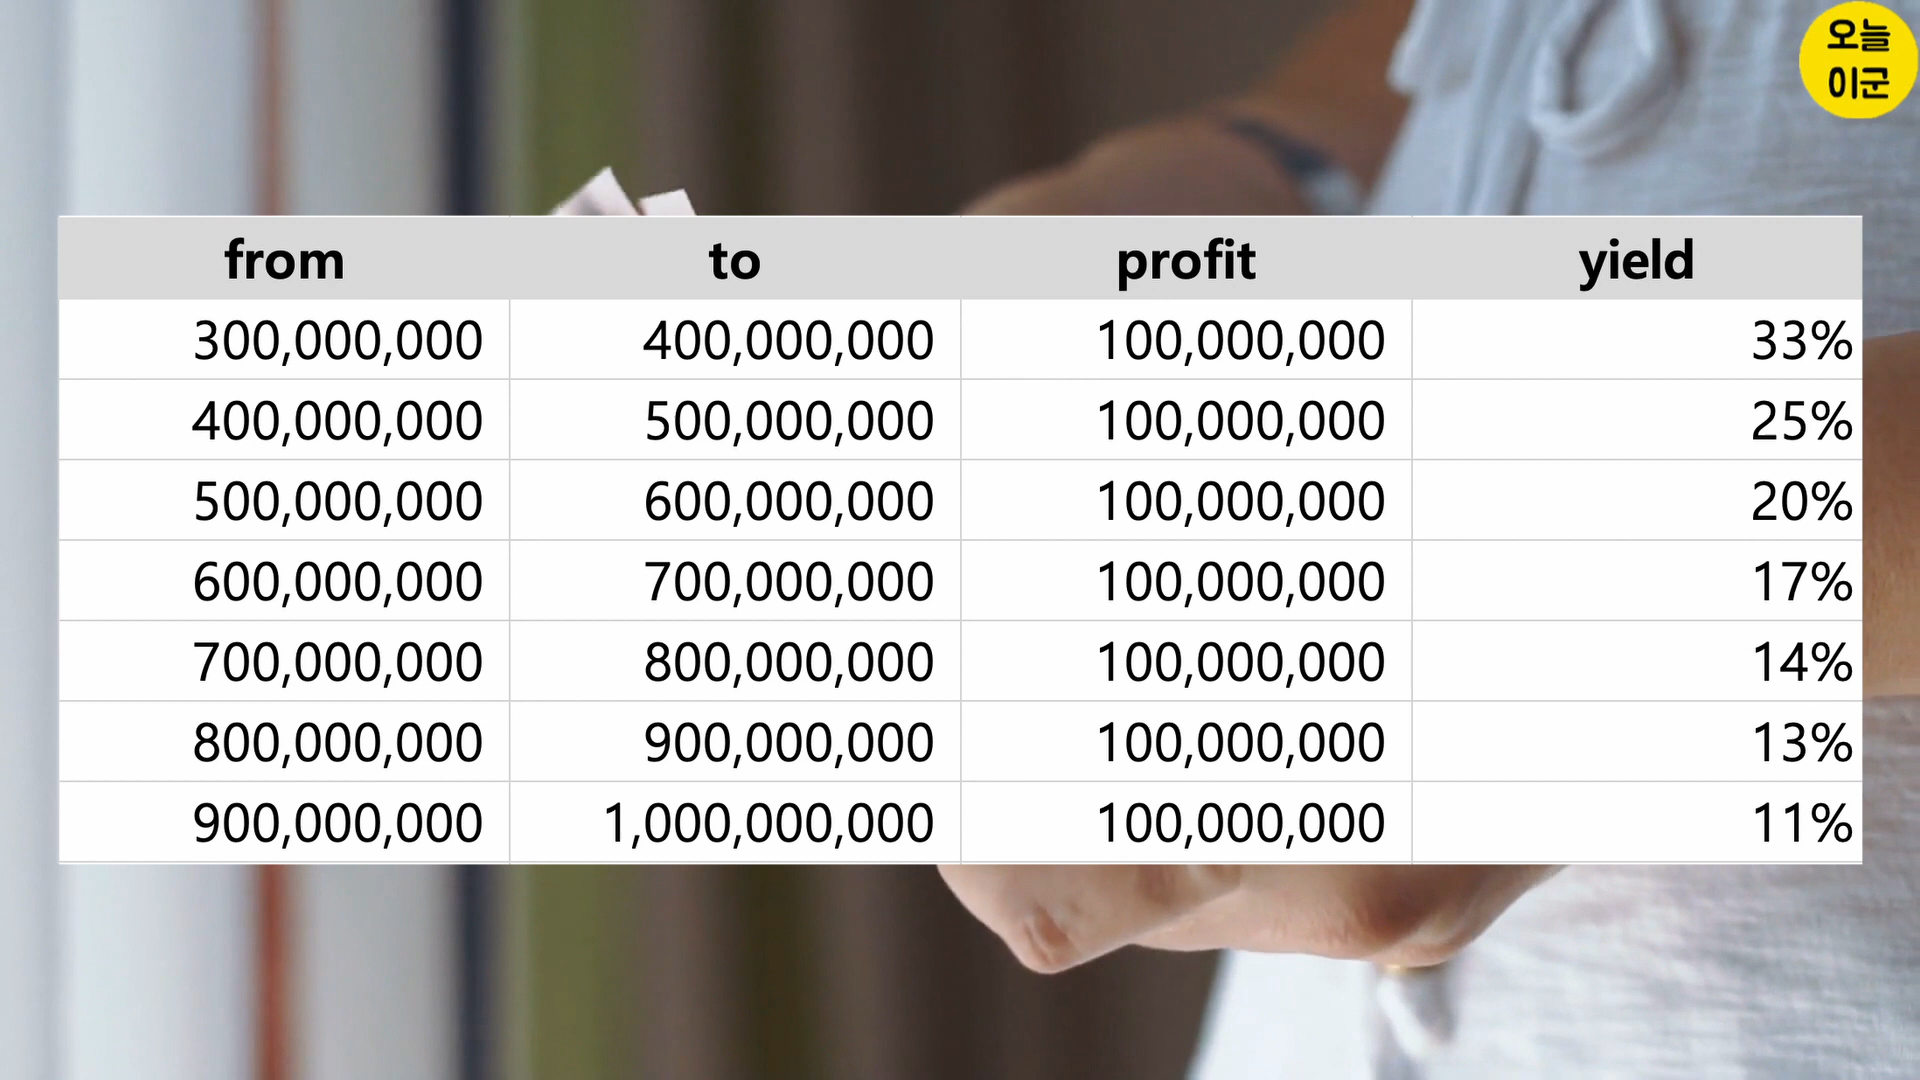 오늘
이군
from to profit yield
300,000,000 400,000,000 100,000,000 33%
400,000,000 500,000,000 100,000,000 25%
500,000,000 600,000,000 100,000,000 20%
600,000,000 700,000,000 100,000,000 17%
700,000,000 800,000,000 100,000,000 14%
800,000,000 900,000,000 100,000,000 13%
900,000,000 1,000,000,000 100,000,000 11%